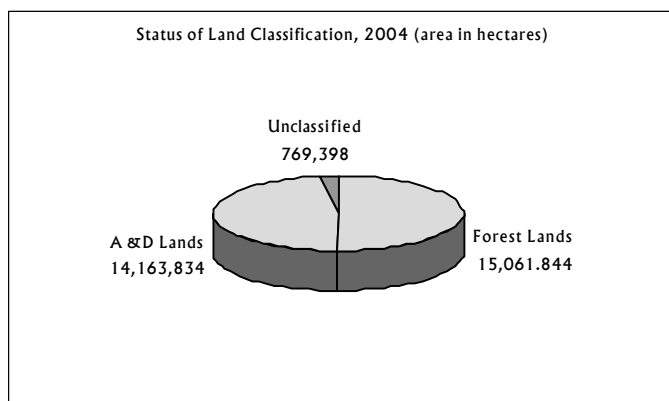 Status of Land Classification, 2004 (area in hectares)
Unclassified
769,398
A &D Lands
14,163,834
Forest Lands
15,061.844